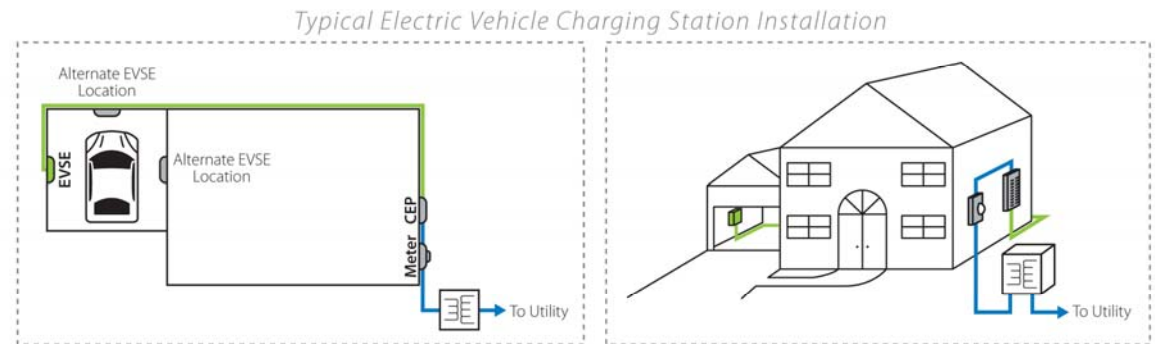 Typical Electric Vehicle Charging Station Installation
Alternate EVSE
Location
EVSE
Alternate EVSE
Location
CEP
Meter
To Utility
To Utility